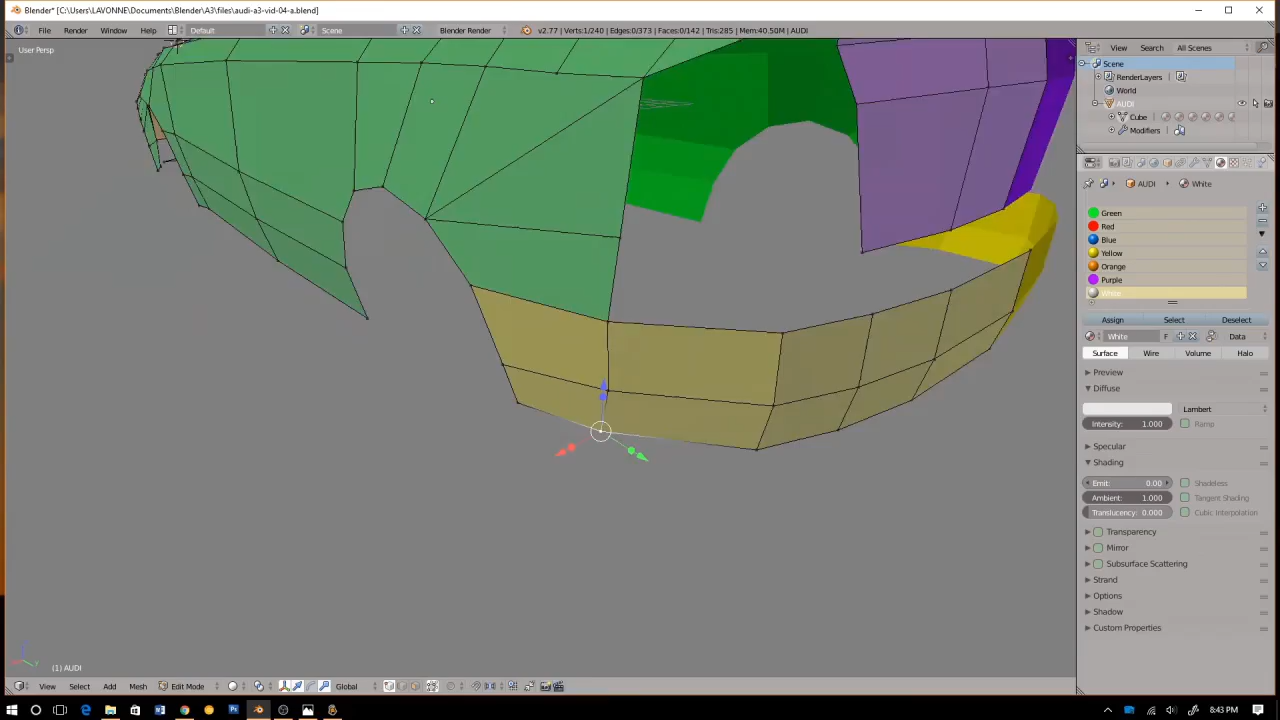 Blender* [C:\Users\LAVONNE\Documents\Blender\A3\files\audi-a3-vid-04-a.blend]
File Render Window Help Default Scene Blender Render v2.77 | Verts:1/240 | Edges:0/373 | Faces:0/142 | Tris:285 | Mem:40.50M | AUDI
User Persp
View Search All Scenes
Scene
RenderLayers
World
AUDI
Cube
Modifiers
AUDI White
Green
Red
Blue
Yellow
Orange
Purple
White
Assign Select Deselect
White F Data
Surface Wire Volume Halo
Preview
Diffuse
Lambert
Intensity: 1.000 Ramp
Specular
Shading
Emit: 0.00 Shadeless
Ambient: 1.000 Tangent Shading
Translucency: 0.000 Cubic Interpolation
Transparency
Mirror
Subsurface Scattering
Strand
Options
Shadow
Custom Properties
(1) AUDI
View Select Add Mesh Edit Mode Global
8:43 PM